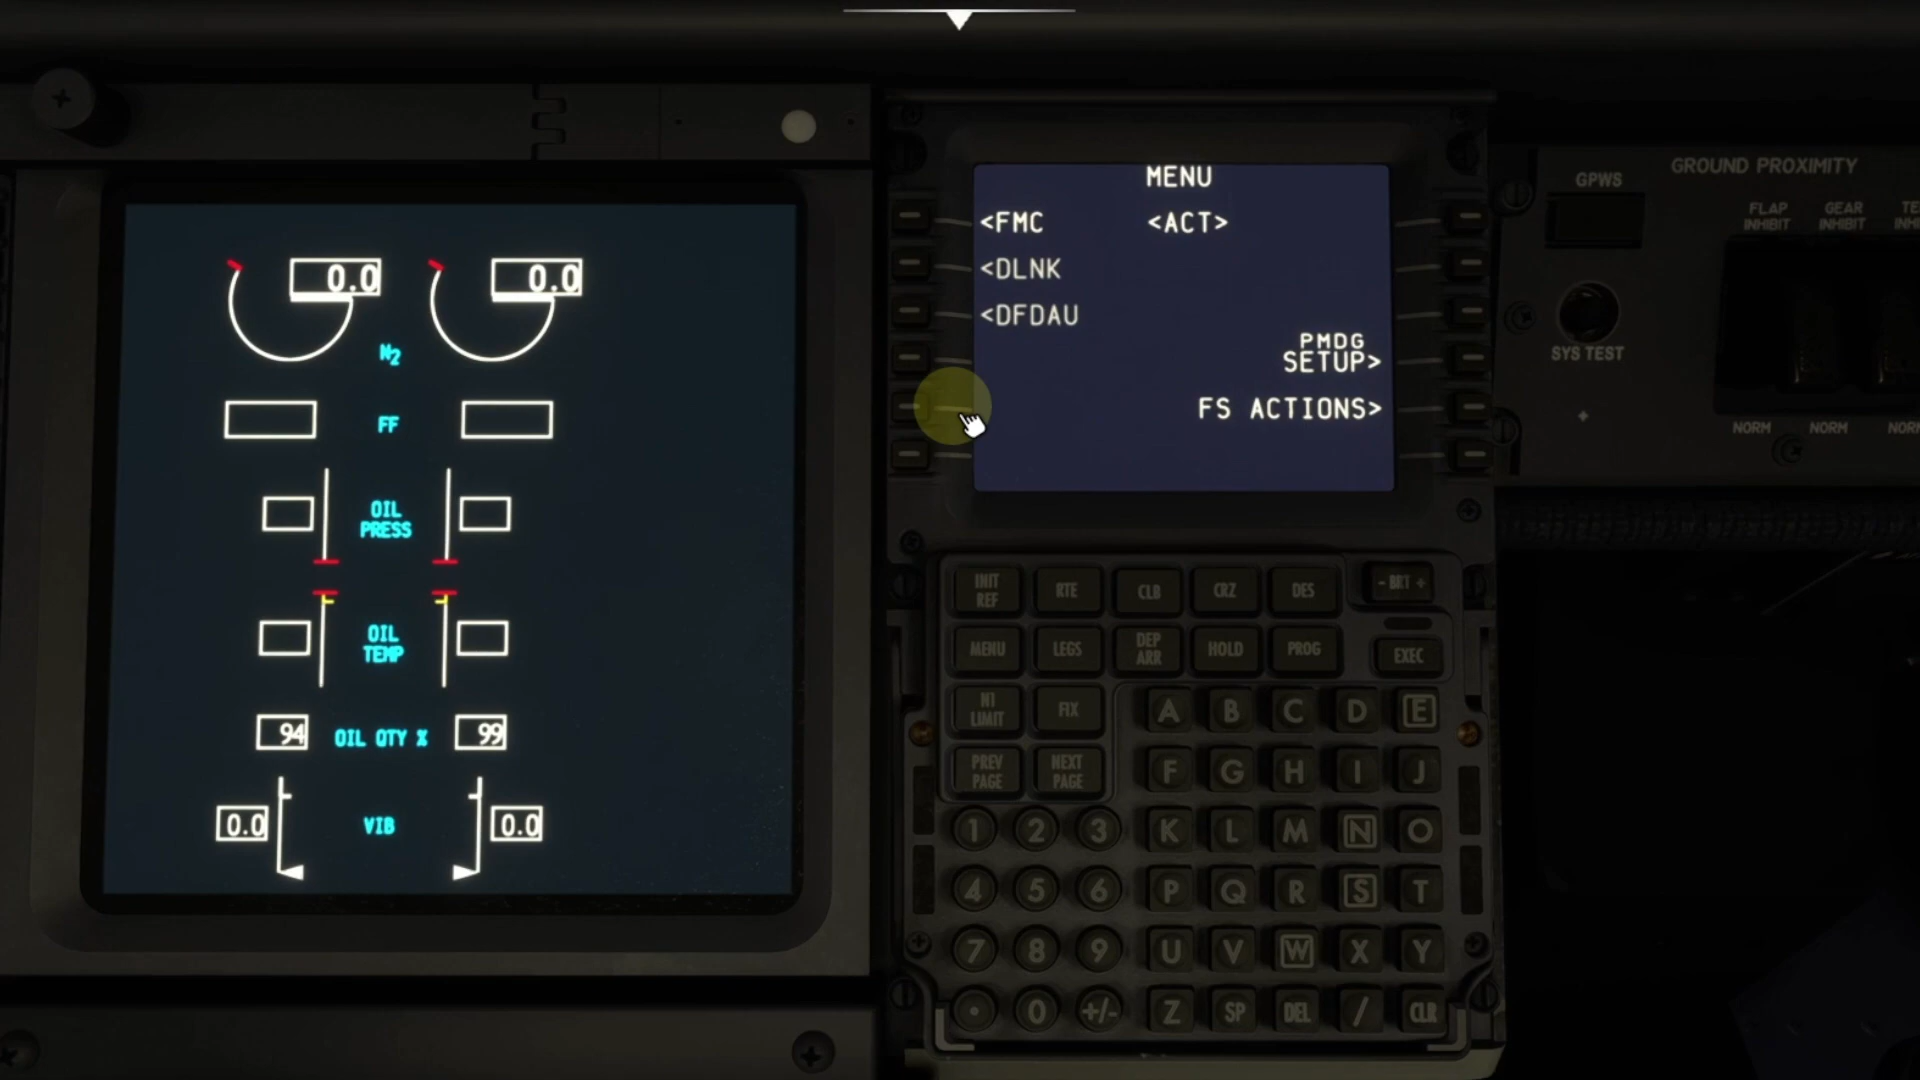 0.0 0.0
N2
FF
OIL
PRESS
OIL
TEMP
94 OIL QTY % 99
0.0 VIB 0.0
MENU
<FMC <ACT>
<DLNK
<DFDAU
PMDG
SETUP>
FS ACTIONS>
INIT
REF
RTE
CLB
CRZ
DES
- BRT +
MENU
LEGS
DEP
ARR
HOLD
PROG
EXEC
N1
LIMIT
FIX
A B C D E
PREV
PAGE
NEXT
PAGE
F G H I J
1 2 3 K L M N O
4 5 6 P Q R S T
7 8 9 U V W X Y
. 0 +/- Z SP DEL / CLR
GROUND PROXIMITY
GPWS
FLAP
INHIBIT
GEAR
INHIBIT
SYS TEST
NORM NORM